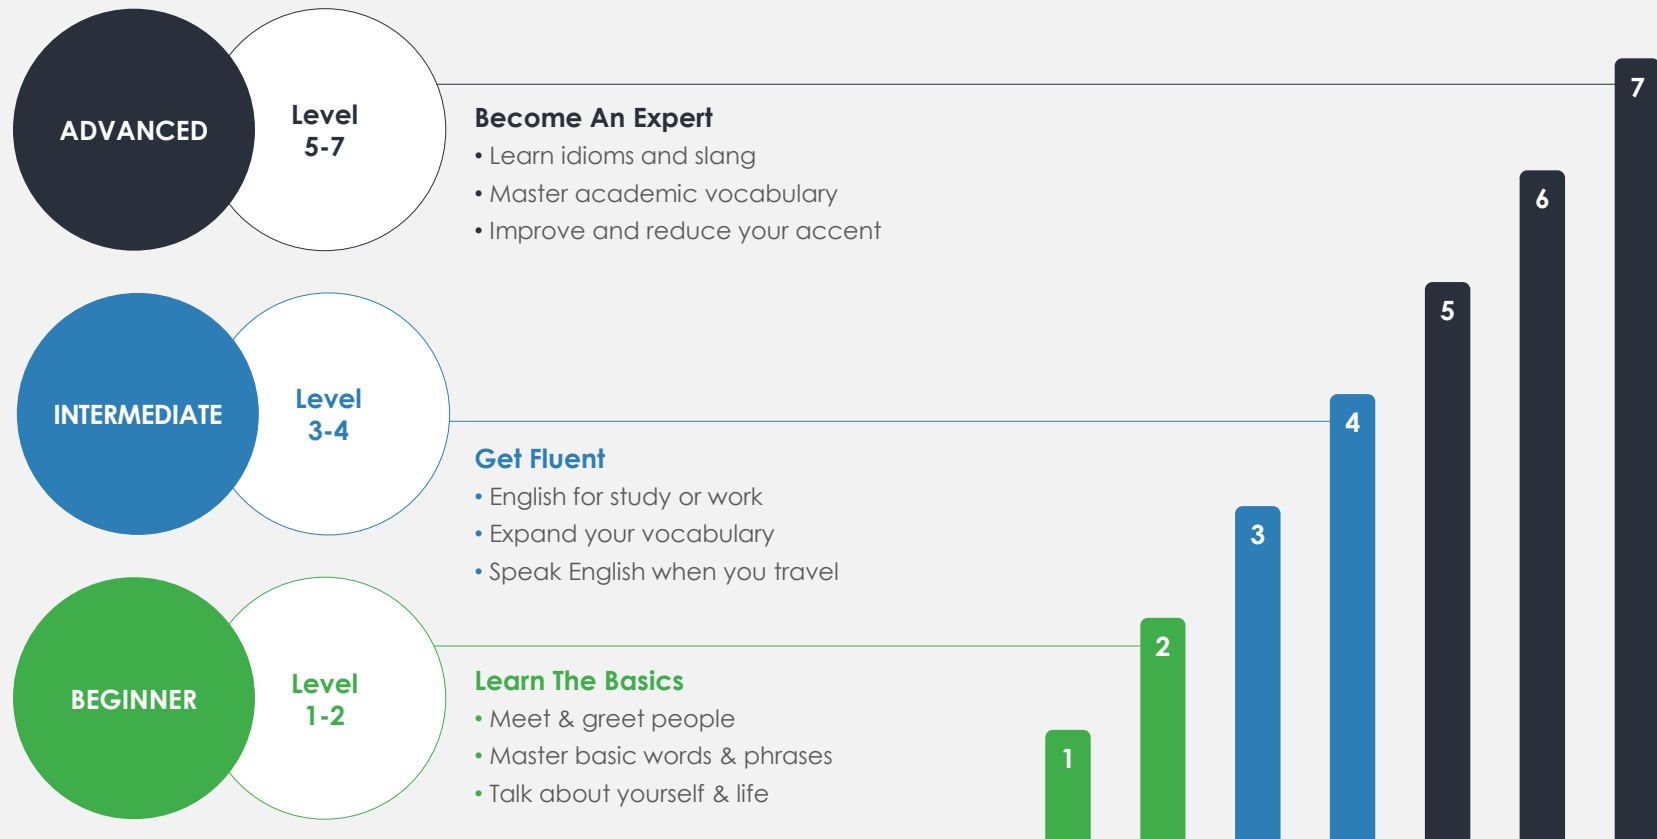 ADVANCED
Level
5-7
Become An Expert
• Learn idioms and slang
• Master academic vocabulary
• Improve and reduce your accent
INTERMEDIATE
Level
3-4
Get Fluent
• English for study or work
• Expand your vocabulary
• Speak English when you travel
BEGINNER
Level
1-2
Learn The Basics
• Meet & greet people
• Master basic words & phrases
• Talk about yourself & life
1
2
3
4
5
6
7